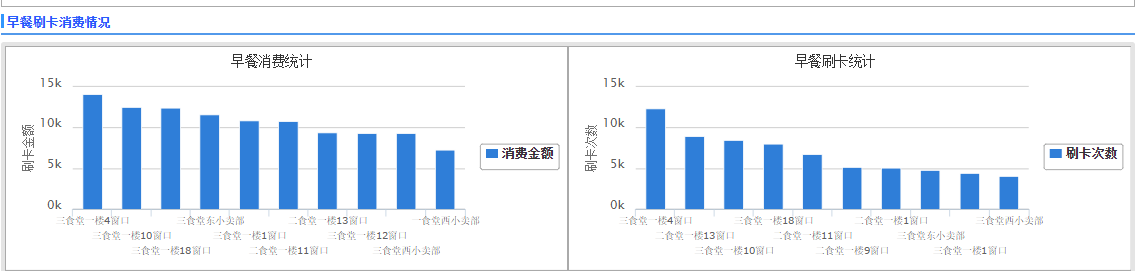 早餐刷卡消费情况
早餐消费统计
15k
10k
5k
0k
刷卡金额
三食堂一楼4窗口
三食堂东小卖部
二食堂一楼13窗口
一食堂西小卖部
三食堂一楼10窗口
三食堂一楼1窗口
三食堂一楼12窗口
三食堂一楼18窗口
二食堂一楼11窗口
三食堂西小卖部
消费金额
早餐刷卡统计
15k
10k
5k
0k
刷卡次数
三食堂一楼4窗口
三食堂一楼18窗口
二食堂一楼1窗口
三食堂西小卖部
二食堂一楼13窗口
二食堂一楼11窗口
三食堂东小卖部
三食堂一楼10窗口
二食堂一楼9窗口
三食堂一楼1窗口
刷卡次数